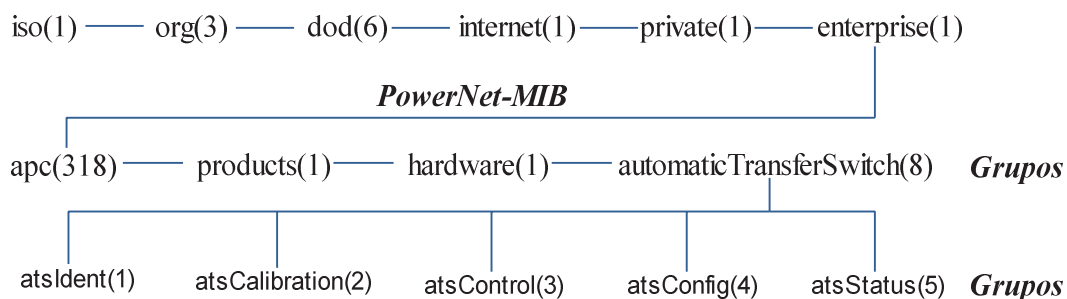 iso(1) org(3) dod(6) internet(1) private(1) enterprise(1)
PowerNet-MIB
apc(318) products(1) hardware(1) automaticTransferSwitch(8) Grupos
atsIdent(1) atsCalibration(2) atsControl(3) atsConfig(4) atsStatus(5) Grupos